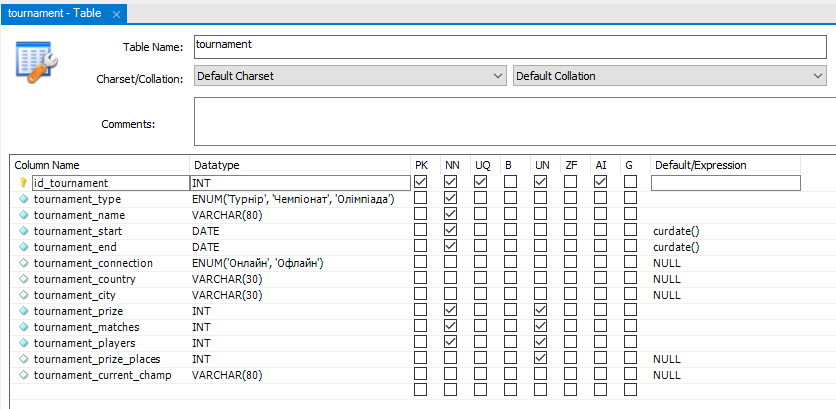 tournament - Table ×
Table Name: tournament
Charset/Collation: Default Charset Default Collation
Comments:
Column Name Datatype PK NN UQ B UN ZF AI G Default/Expression
id_tournament INT
tournament_type ENUM('Турнір', 'Чемпіонат', 'Олімпіада')
tournament_name VARCHAR(80)
tournament_start DATE curdate()
tournament_end DATE curdate()
tournament_connection ENUM('Онлайн', 'Офлайн') NULL
tournament_country VARCHAR(30) NULL
tournament_city VARCHAR(30) NULL
tournament_prize INT
tournament_matches INT
tournament_players INT
tournament_prize_places INT NULL
tournament_current_champ VARCHAR(80) NULL